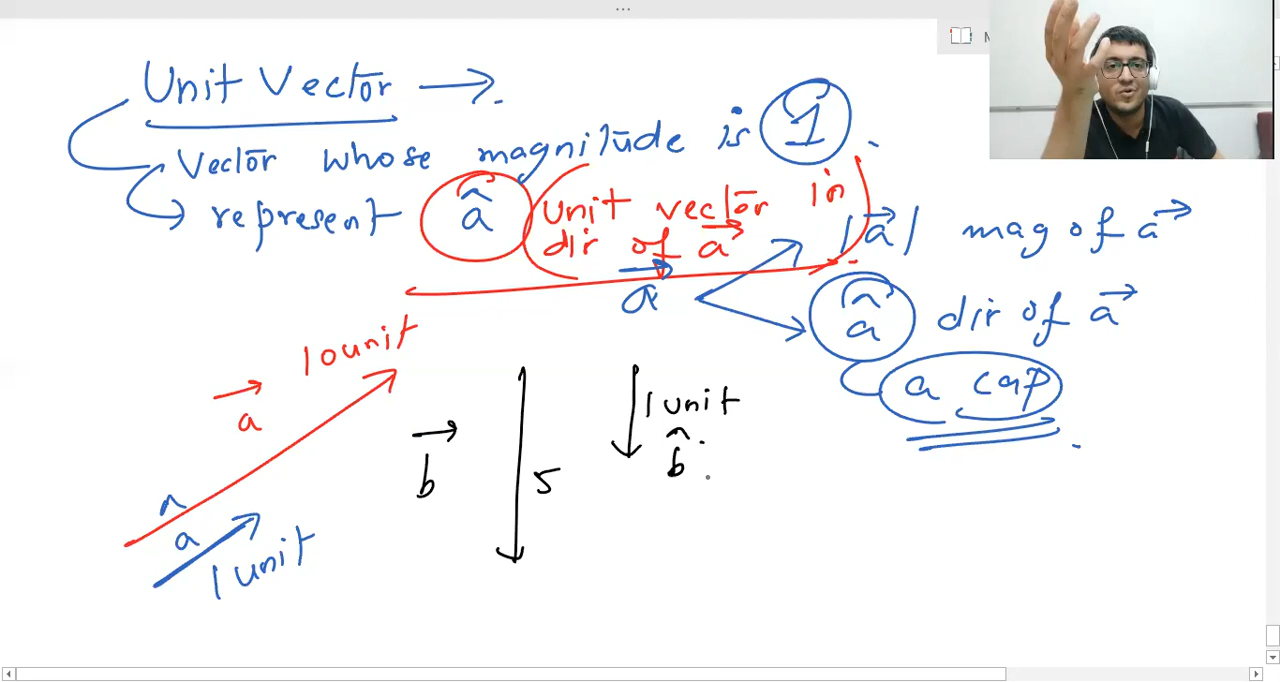 Unit Vector →
Vector whose magnitude is 1.
represent â unit vector in
dir of a⃗
a⃗
|a⃗| mag of a⃗
â dir of a⃗
a cap
a⃗ 10 unit
â
1 unit
b⃗
5
1 unit
b̂